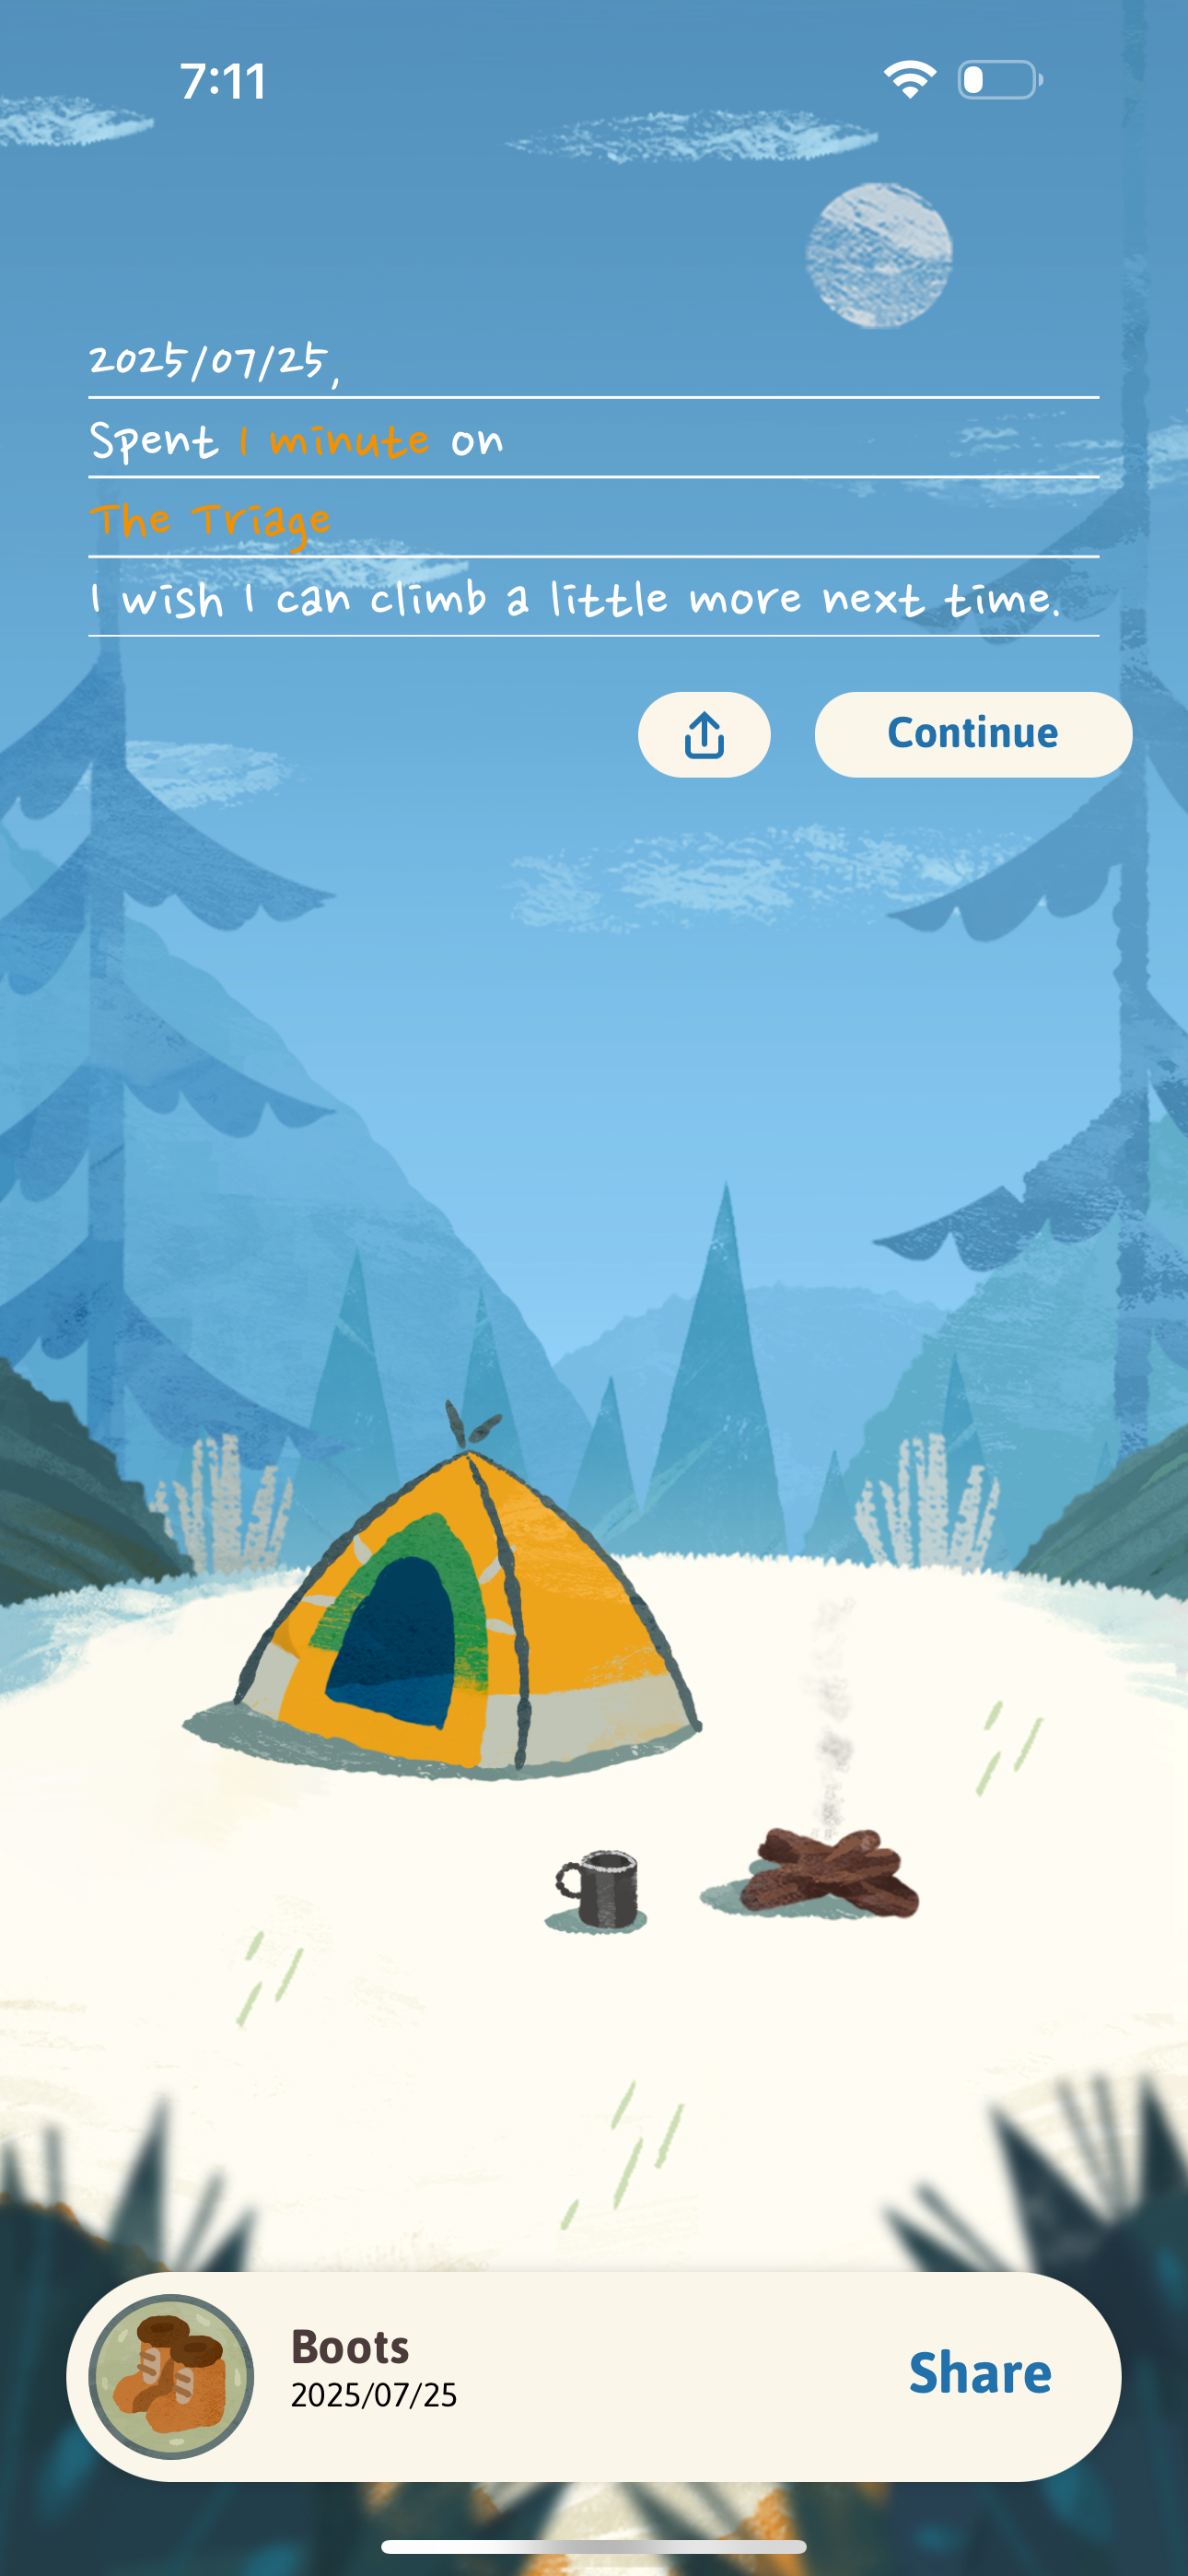 7:11
2025/07/25,
Spent 1 minute on
The Triage
I wish I can climb a little more next time.
Continue
Boots
2025/07/25
Share